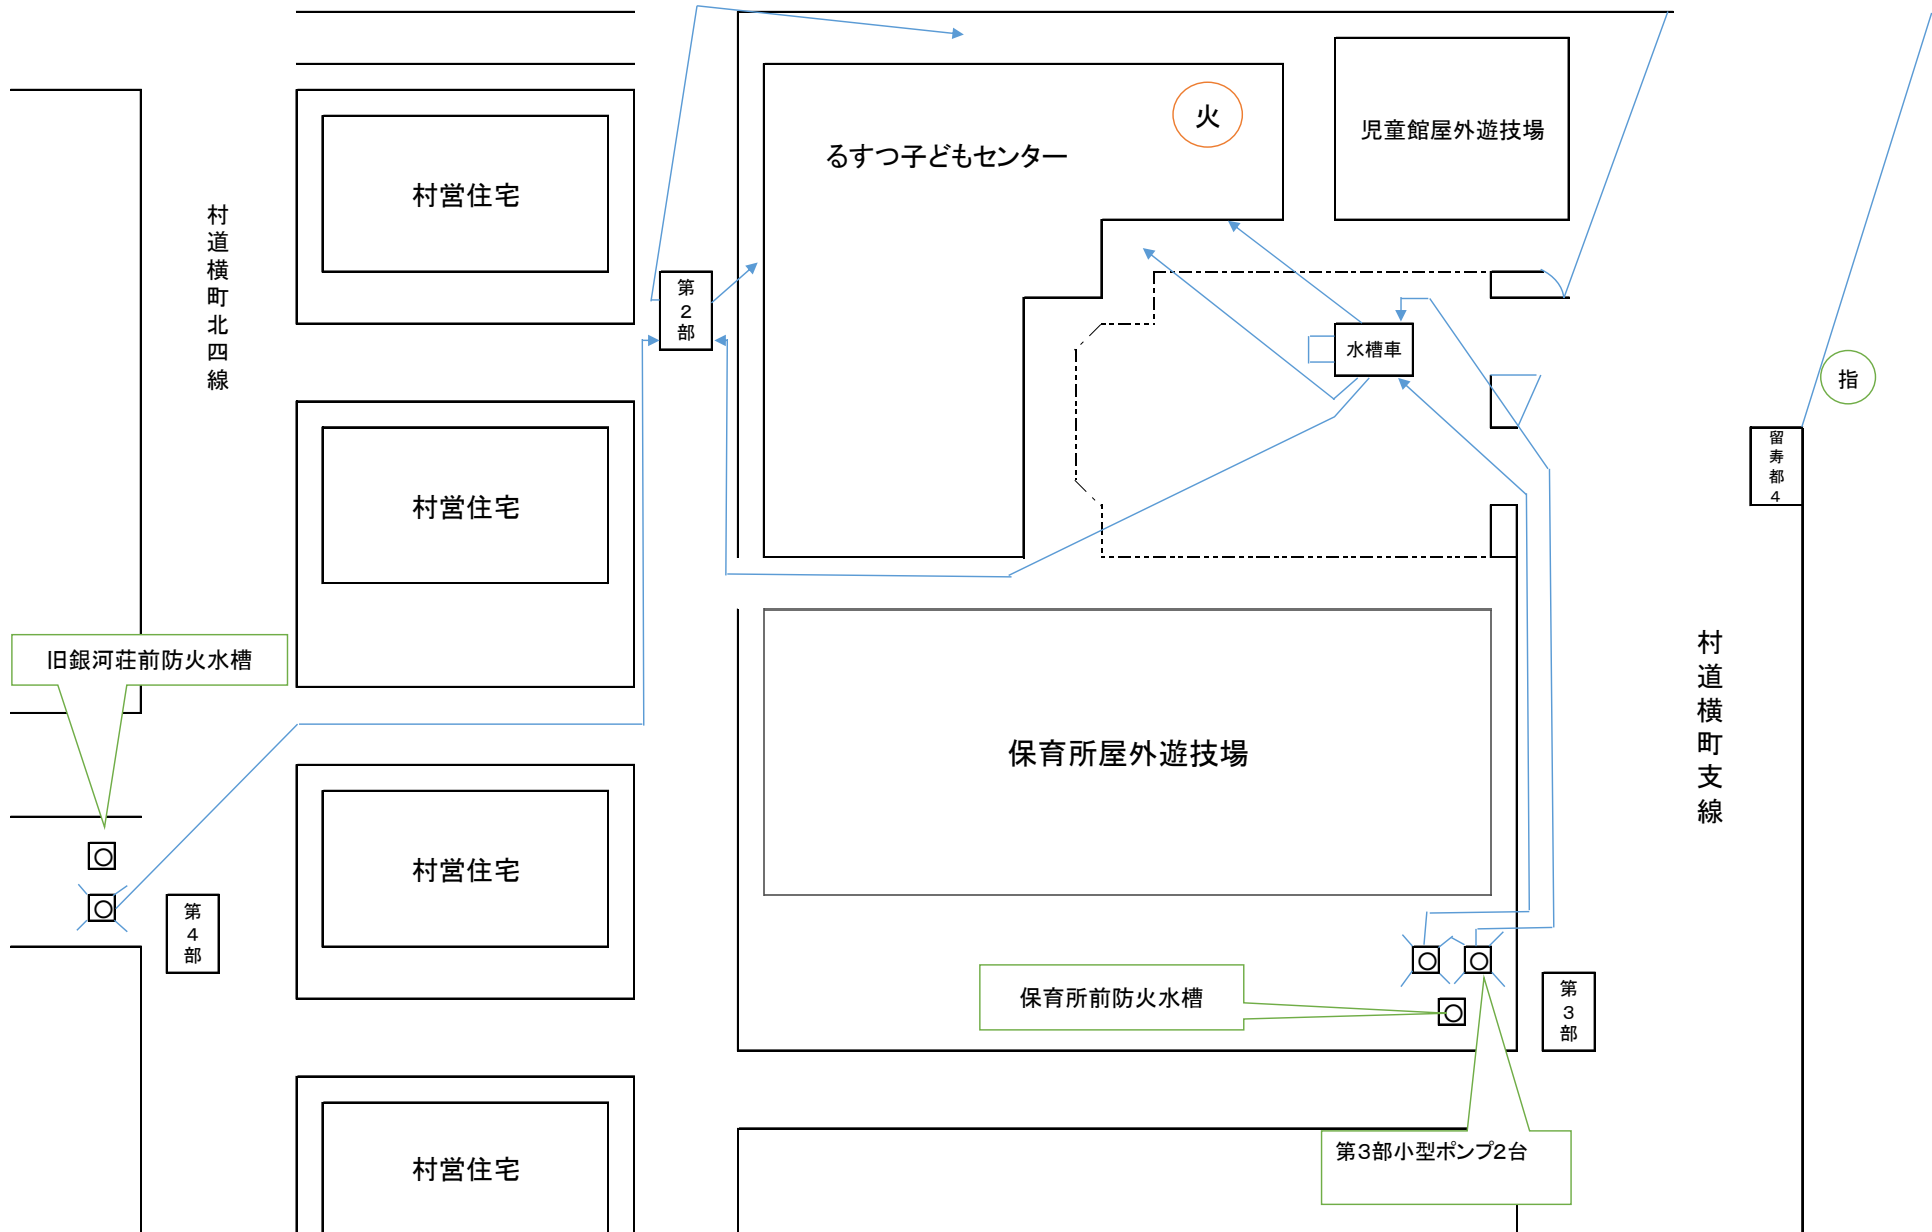 火
児童館屋外遊技場
るすつ子どもセンター
村営住宅
村道横町北四線
第2部
水槽車
指
留寿都4
村営住宅
旧銀河荘前防火水槽
村道横町支線
保育所屋外遊技場
村営住宅
第4部
保育所前防火水槽
第3部
第3部小型ポンプ2台
村営住宅